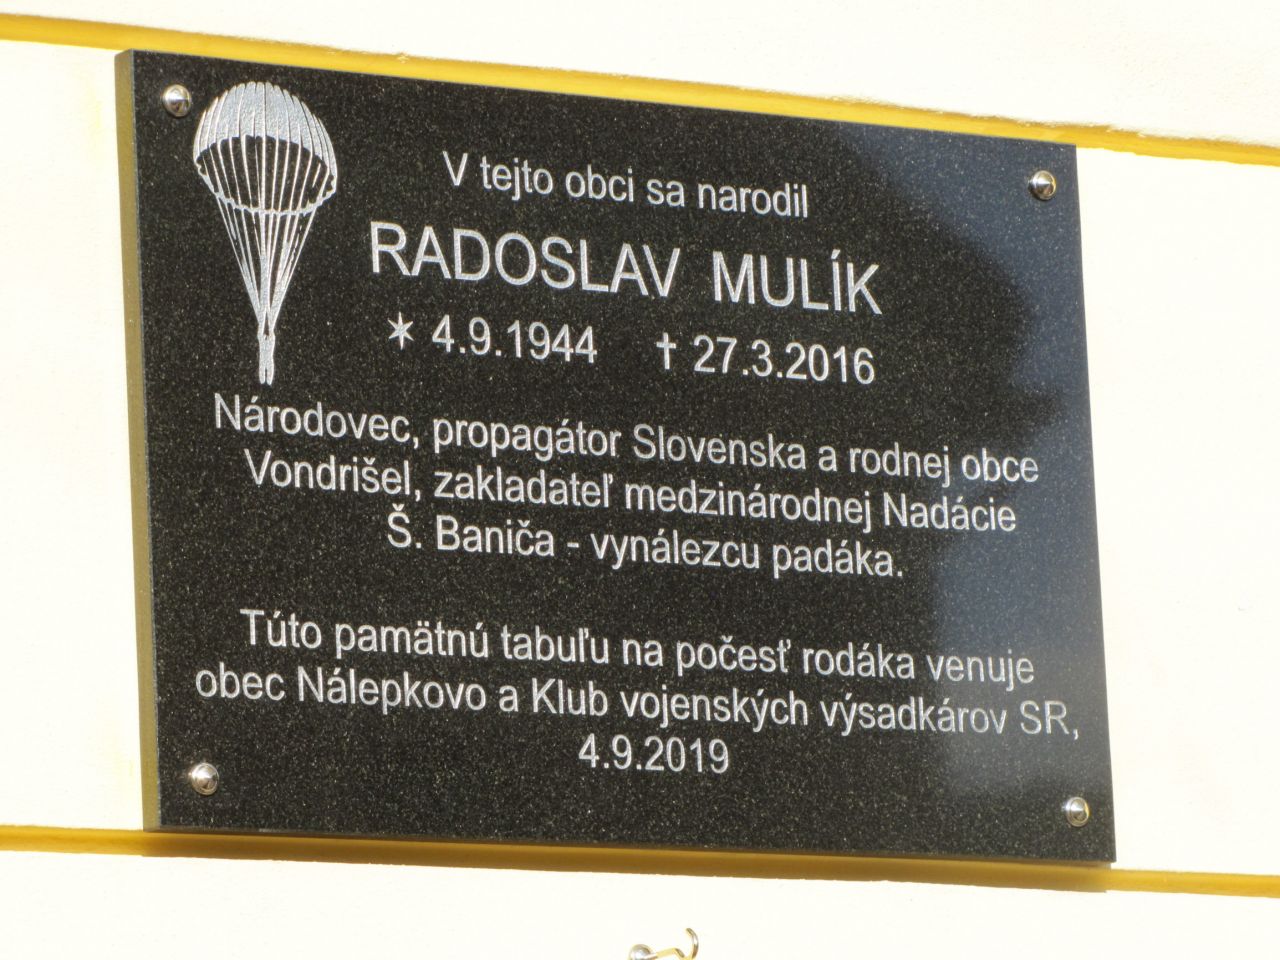 V tejto obci sa narodil
RADOSLAV MULÍK
* 4.9.1944 † 27.3.2016
Národovec, propagátor Slovenska a rodnej obce
Vondrišel, zakladateľ medzinárodnej Nadácie
Š. Baniča - vynálezcu padáka.
Túto pamätnú tabuľu na počesť rodáka venuje
obec Nálepkovo a Klub vojenských výsadkárov SR,
4.9.2019